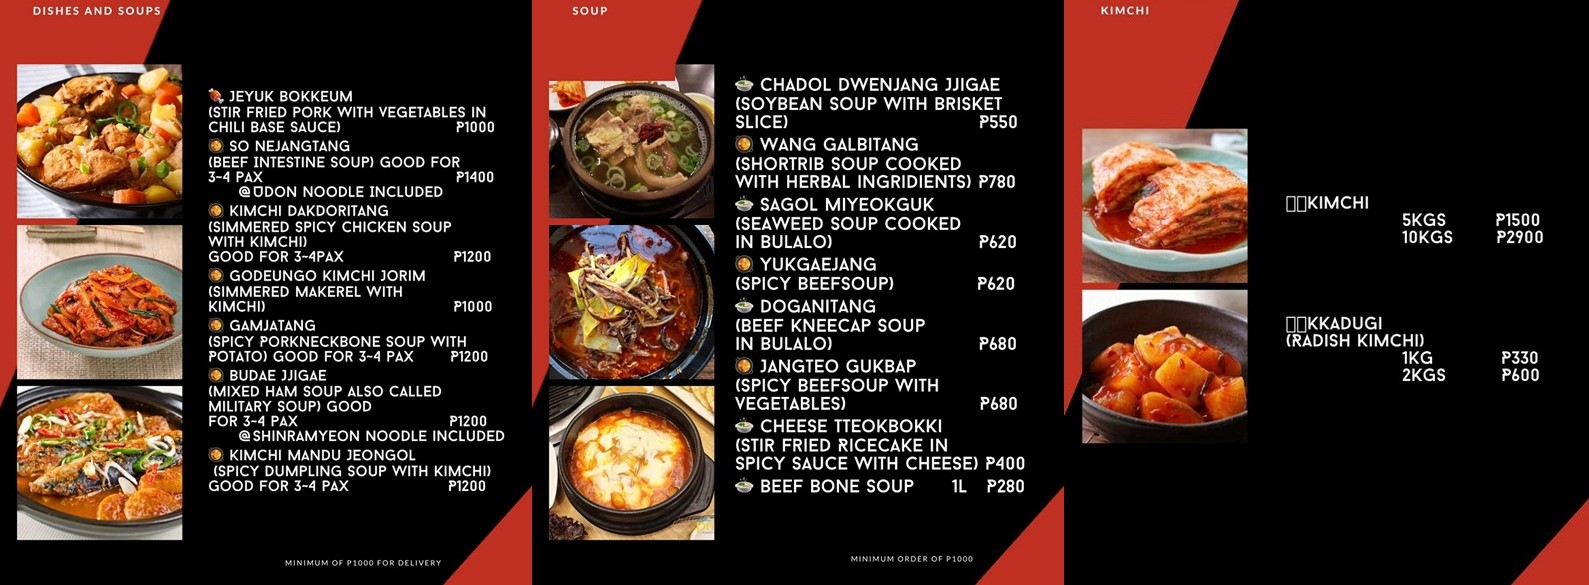 DISHES AND SOUPS
JEYUK BOKKEUM
(STIR FRIED PORK WITH VEGETABLES IN
CHILI BASE SAUCE) ₱1000
SO NEJANGTANG
(BEEF INTESTINE SOUP) GOOD FOR
3~4 PAX ₱1400
@UDON NOODLE INCLUDED
KIMCHI DAKDORITANG
(SIMMERED SPICY CHICKEN SOUP
WITH KIMCHI)
GOOD FOR 3~4PAX ₱1200
GODEUNGO KIMCHI JORIM
(SIMMERED MAKEREL WITH
KIMCHI) ₱1000
GAMJATANG
(SPICY PORKNECKBONE SOUP WITH
POTATO) GOOD FOR 3~4 PAX ₱1200
BUDAE JJIGAE
(MIXED HAM SOUP ALSO CALLED
MILITARY SOUP) GOOD
FOR 3~4 PAX ₱1200
@SHINRAMYEON NOODLE INCLUDED
KIMCHI MANDU JEONGOL
(SPICY DUMPLING SOUP WITH KIMCHI)
GOOD FOR 3~4 PAX ₱1200
MINIMUM OF P1000 FOR DELIVERY
SOUP
CHADOL DWENJANG JJIGAE
(SOYBEAN SOUP WITH BRISKET
SLICE) ₱550
WANG GALBITANG
(SHORTRIB SOUP COOKED
WITH HERBAL INGRIDIENTS) ₱780
SAGOL MIYEOKGUK
(SEAWEED SOUP COOKED
IN BULALO) ₱620
YUKGAEJANG
(SPICY BEEFSOUP) ₱620
DOGANITANG
(BEEF KNEECAP SOUP
IN BULALO) ₱680
JANGTEO GUKBAP
(SPICY BEEFSOUP WITH
VEGETABLES) ₱680
CHEESE TTEOKBOKKI
(STIR FRIED RICECAKE IN
SPICY SAUCE WITH CHEESE) ₱400
BEEF BONE SOUP 1L ₱280
MINIMUM ORDER OF P1000
KIMCHI
KIMCHI
5KGS ₱1500
10KGS ₱2900
KKADUGI
(RADISH KIMCHI)
1KG ₱330
2KGS ₱600